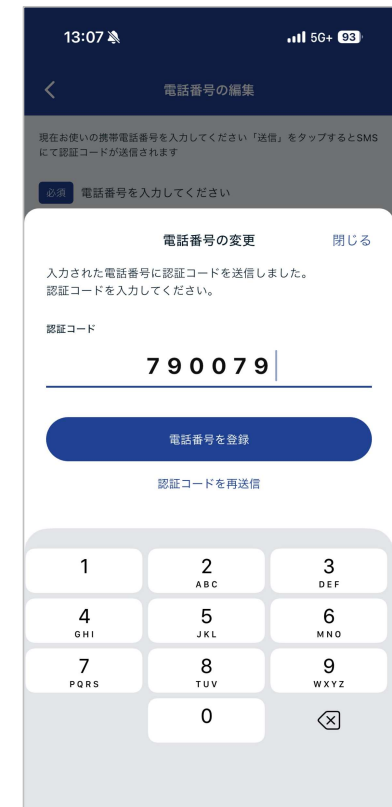 13:07
5G+ 93
電話番号の編集
現在お使いの携帯電話番号を入力してください「送信」をタップするとSMS
にて認証コードが送信されます
必須 電話番号を入力してください
電話番号の変更 閉じる
入力された電話番号に認証コードを送信しました。
認証コードを入力してください。
認証コード
790079
電話番号を登録
認証コードを再送信
1 2 3
ABC DEF
4 5 6
GHI JKL MNO
7 8 9
PQRS TUV WXYZ
0